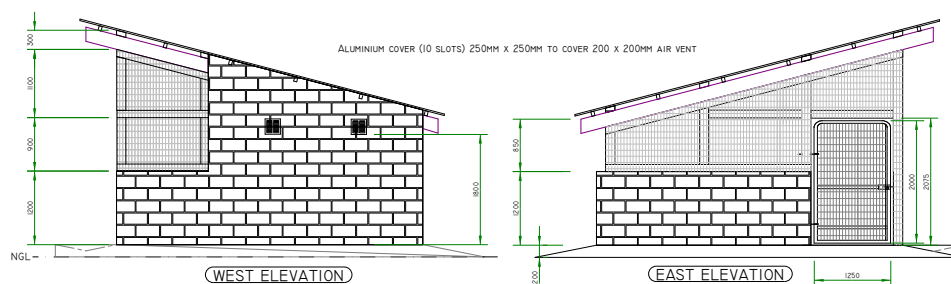 ALUMINIUM COVER (10 SLOTS) 250MM X 250MM TO COVER 200 X 200MM AIR VENT
300
1100
900
1200
1800
850
1200
200
2000
2075
1250
NGL
WEST ELEVATION
EAST ELEVATION